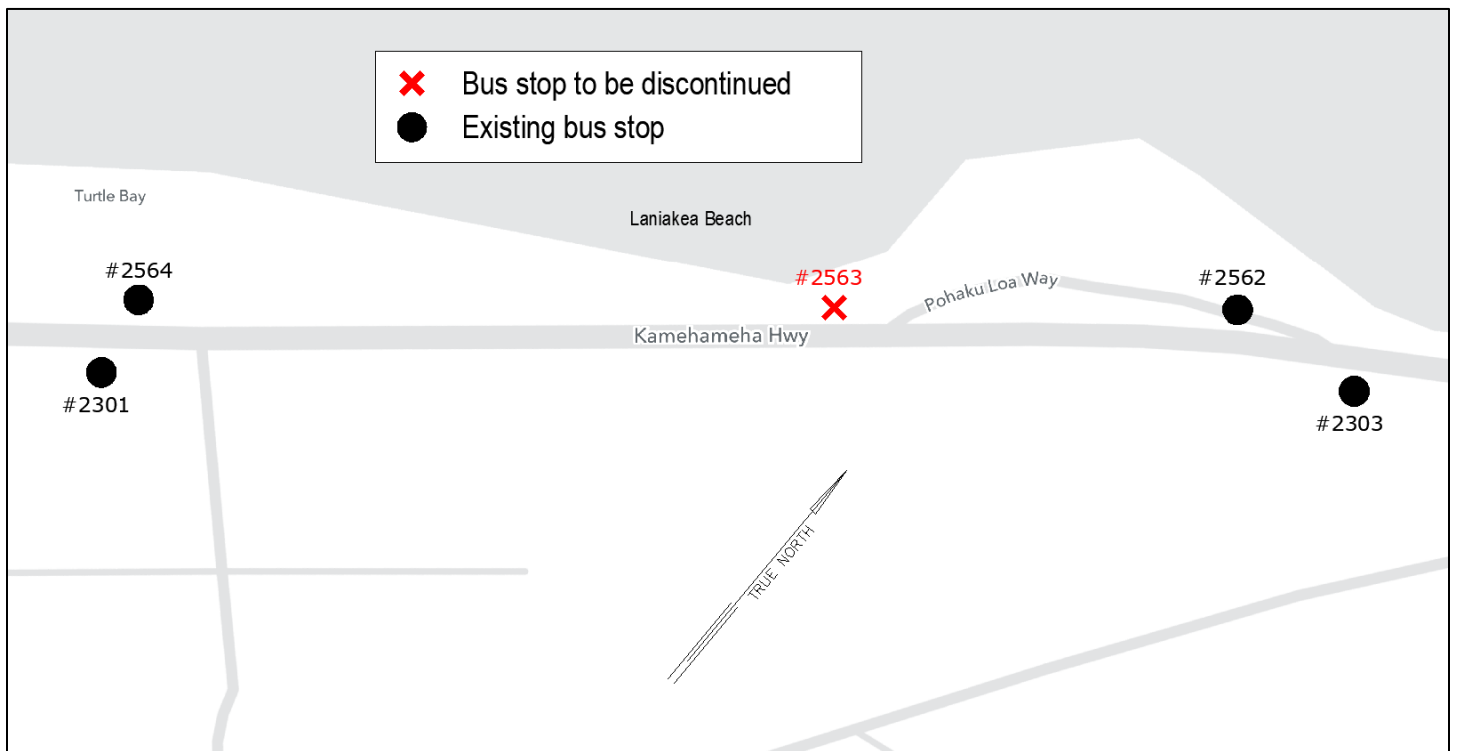 Bus stop to be discontinued
Existing bus stop
Turtle Bay
Laniakea Beach
#2564
#2563
Pohaku Loa Way
#2562
Kamehameha Hwy
#2301
#2303
TRUE NORTH